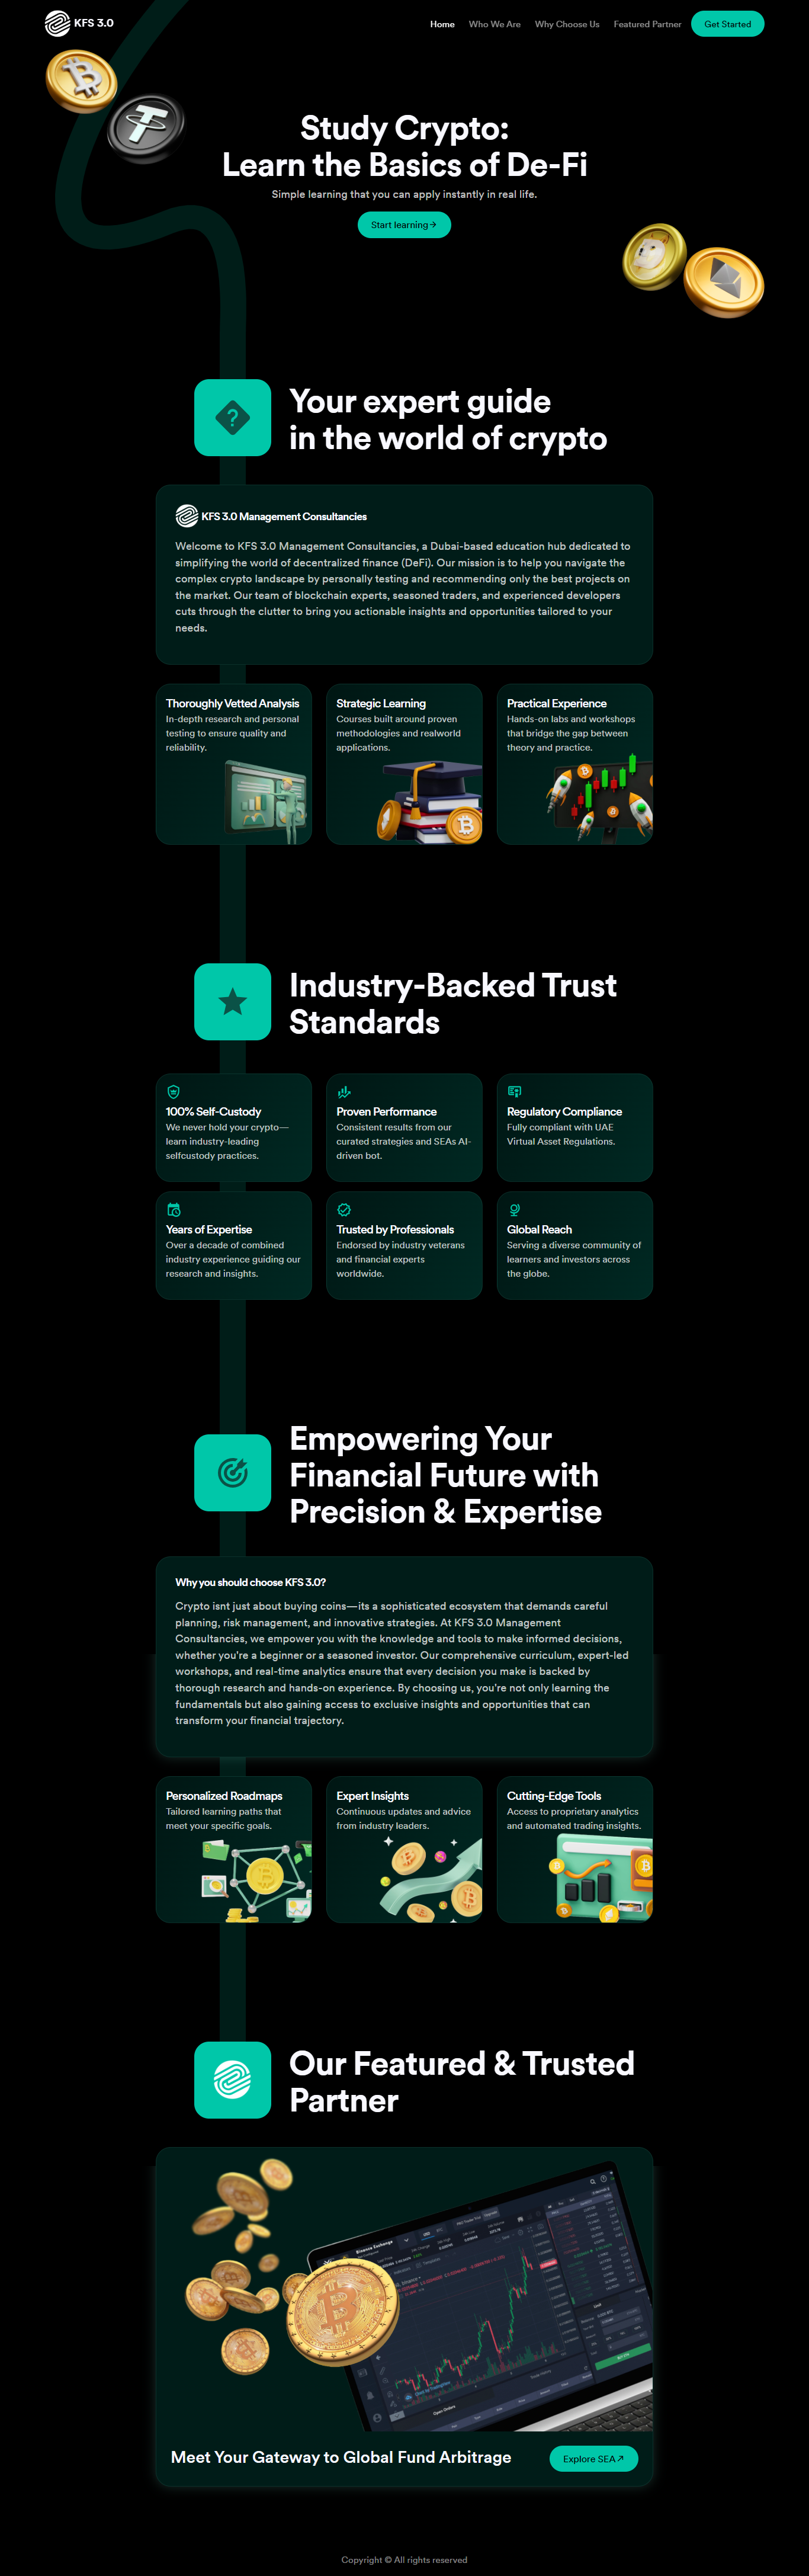 KFS 3.0
Home
Who We Are
Why Choose Us
Featured Partner
Get Started
Study Crypto:
Learn the Basics of De-Fi
Simple learning that you can apply instantly in real life.
Start learning→
Your expert guide
in the world of crypto
KFS 3.0 Management Consultancies
Welcome to KFS 3.0 Management Consultancies, a Dubai-based education hub dedicated to
simplifying the world of decentralized finance (DeFi). Our mission is to help you navigate the
complex crypto landscape by personally testing and recommending only the best projects on
the market. Our team of blockchain experts, seasoned traders, and experienced developers
cuts through the clutter to bring you actionable insights and opportunities tailored to your
needs.
Thoroughly Vetted Analysis
In-depth research and personal
testing to ensure quality and
reliability.
Strategic Learning
Courses built around proven
methodologies and realworld
applications.
Practical Experience
Hands-on labs and workshops
that bridge the gap between
theory and practice.
Industry-Backed Trust
Standards
100% Self-Custody
We never hold your crypto—
learn industry-leading
selfcustody practices.
Proven Performance
Consistent results from our
curated strategies and SEAs AI-
driven bot.
Regulatory Compliance
Fully compliant with UAE
Virtual Asset Regulations.
Years of Expertise
Over a decade of combined
industry experience guiding our
research and insights.
Trusted by Professionals
Endorsed by industry veterans
and financial experts
worldwide.
Global Reach
Serving a diverse community of
learners and investors across
the globe.
Empowering Your
Financial Future with
Precision & Expertise
Why you should choose KFS 3.0?
Crypto isnt just about buying coins—its a sophisticated ecosystem that demands careful
planning, risk management, and innovative strategies. At KFS 3.0 Management
Consultancies, we empower you with the knowledge and tools to make informed decisions,
whether you're a beginner or a seasoned investor. Our comprehensive curriculum, expert-led
workshops, and real-time analytics ensure that every decision you make is backed by
thorough research and hands-on experience. By choosing us, you're not only learning the
fundamentals but also gaining access to exclusive insights and opportunities that can
transform your financial trajectory.
Personalized Roadmaps
Tailored learning paths that
meet your specific goals.
Expert Insights
Continuous updates and advice
from industry leaders.
Cutting-Edge Tools
Access to proprietary analytics
and automated trading insights.
Our Featured & Trusted
Partner
Binance Exchange
Open Orders
Meet Your Gateway to Global Fund Arbitrage
Explore SEA↗
Copyright © All rights reserved